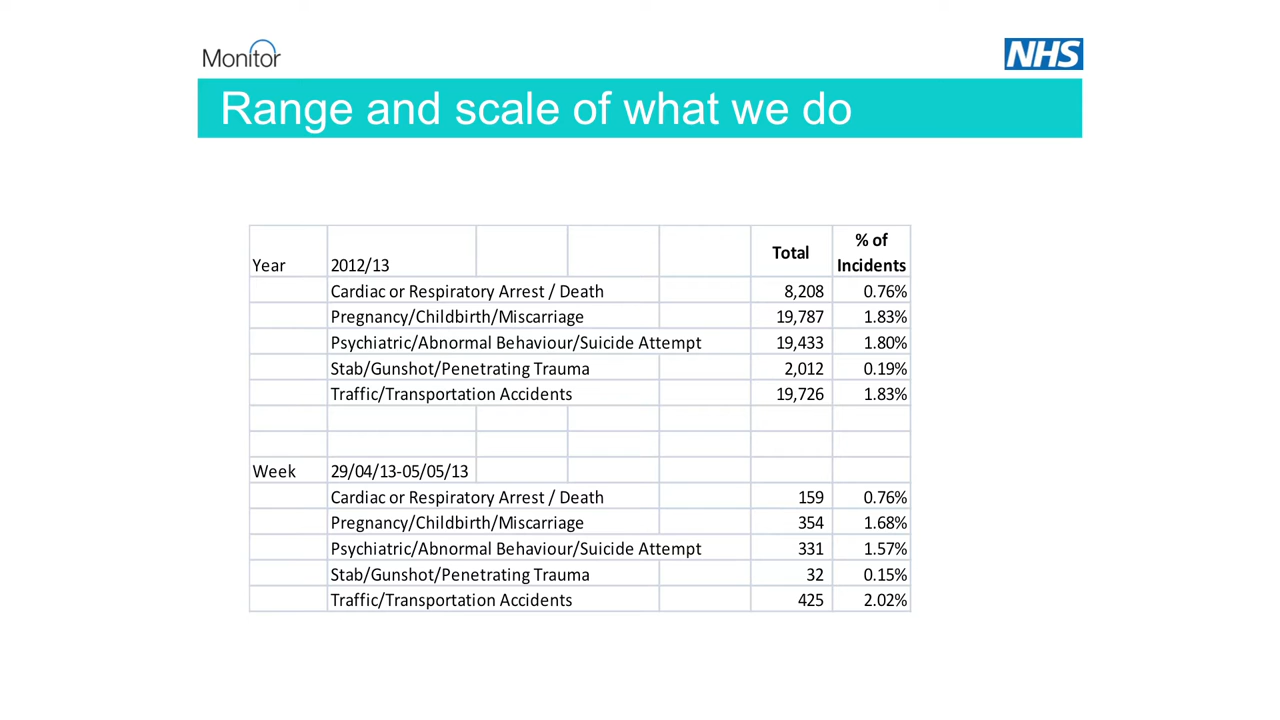 Monitor
NHS
Range and scale of what we do
Year 2012/13 Total % of Incidents
Cardiac or Respiratory Arrest / Death 8,208 0.76%
Pregnancy/Childbirth/Miscarriage 19,787 1.83%
Psychiatric/Abnormal Behaviour/Suicide Attempt 19,433 1.80%
Stab/Gunshot/Penetrating Trauma 2,012 0.19%
Traffic/Transportation Accidents 19,726 1.83%
Week 29/04/13-05/05/13
Cardiac or Respiratory Arrest / Death 159 0.76%
Pregnancy/Childbirth/Miscarriage 354 1.68%
Psychiatric/Abnormal Behaviour/Suicide Attempt 331 1.57%
Stab/Gunshot/Penetrating Trauma 32 0.15%
Traffic/Transportation Accidents 425 2.02%